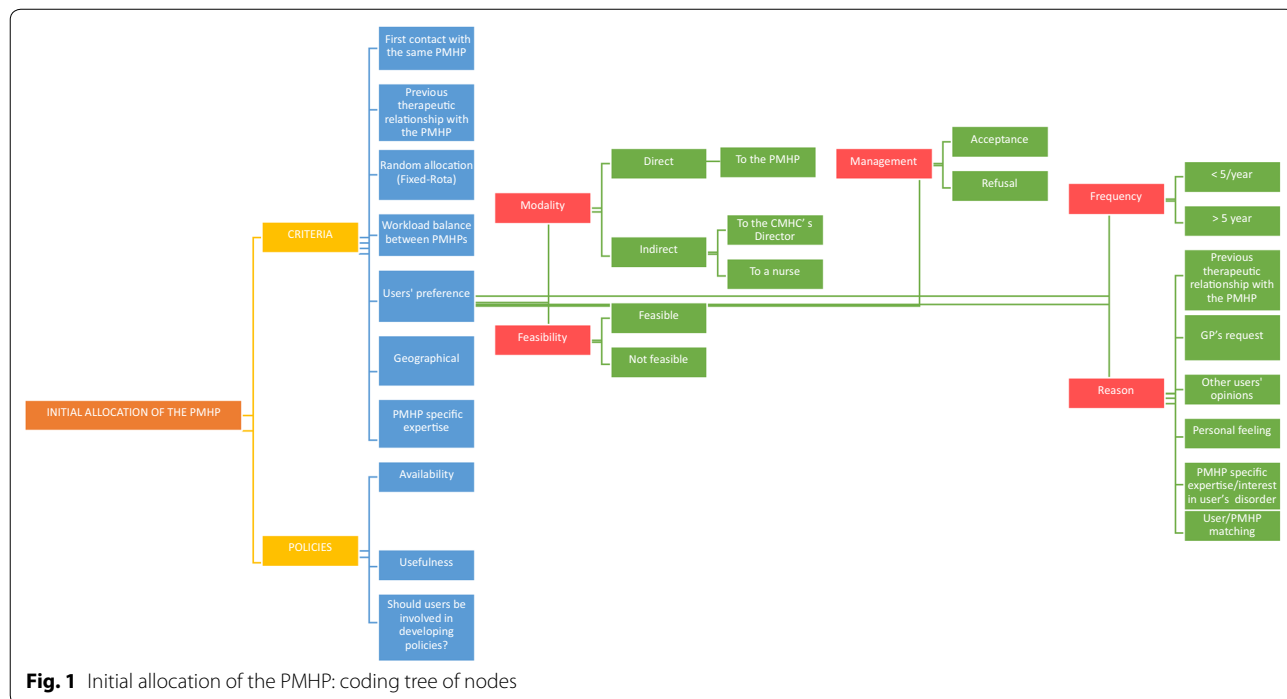 INITIAL ALLOCATION OF THE PMHP
CRITERIA
First contact with
the same PMHP
Previous
therapeutic
relationship with
the PMHP
Random allocation
(Fixed-Rota)
Workload balance
between PMHPs
Users' preference
Geographical
PMHP specific
expertise
POLICIES
Availability
Usefulness
Should users be
involved in
developing
policies?
Modality
Direct
To the PMHP
Indirect
To the CMHC' s
Director
To a nurse
Feasibility
Feasible
Not feasible
Management
Acceptance
Refusal
Frequency
< 5/year
> 5 year
Reason
Previous
therapeutic
relationship with
the PMHP
GP's request
Other users'
opinions
Personal feeling
PMHP specific
expertise/interest
in user's disorder
User/PMHP
matching
Fig. 1 Initial allocation of the PMHP: coding tree of nodes